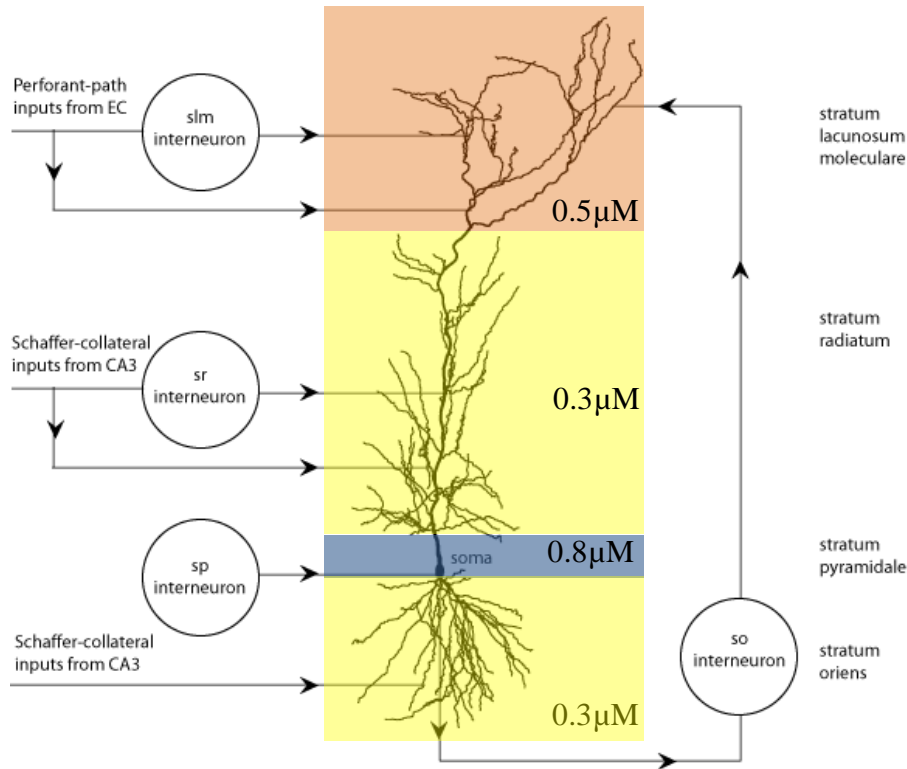 Perforant-path
inputs from EC
slm
interneuron
stratum
lacunosum
moleculare
0.5µM
Schaffer-collateral
inputs from CA3
sr
interneuron
stratum
radiatum
0.3µM
soma
0.8µM
sp
interneuron
stratum
pyramidale
Schaffer-collateral
inputs from CA3
so
interneuron
stratum
oriens
0.3µM